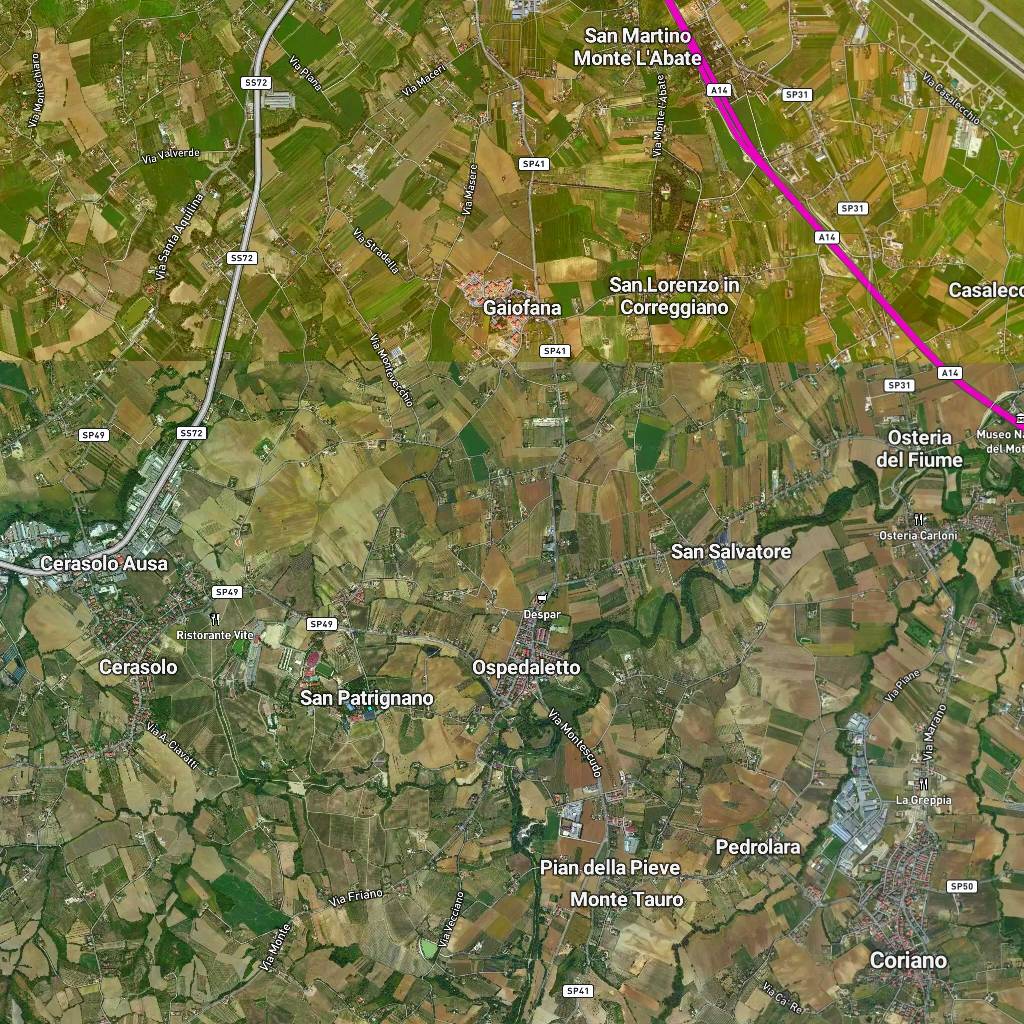 San Martino
Monte L'Abate
Via Montechiaro
SS72
Via Piana
Via Maceri
A14
SP31
Via Casalecchio
Via Monte L'Abate
Via Valverde
SP41
Via Masere
Via Sante Aquilina
SP31
A14
Via Stradella
SS72
San Lorenzo in
Correggiano
Gaiofana
Casalecc
SP41
Via Montevecchio
A14
SP31
SP49
SS72
Osteria
del Fiume
Museo Na
del Mot
Osteria Carloni
San Salvatore
Cerasolo Ausa
SP49
Despar
SP49
Ristorante Vite
Cerasolo
Ospedaletto
San Patrignano
Via Piane
Via A. Ciavatti
Via Montescudo
Via Marano
La Greppia
Pedrolara
Pian della Pieve
Monte Tauro
SP50
Via Friano
Via Vecciano
Via Monte
Coriano
SP41
Via Ca' Re